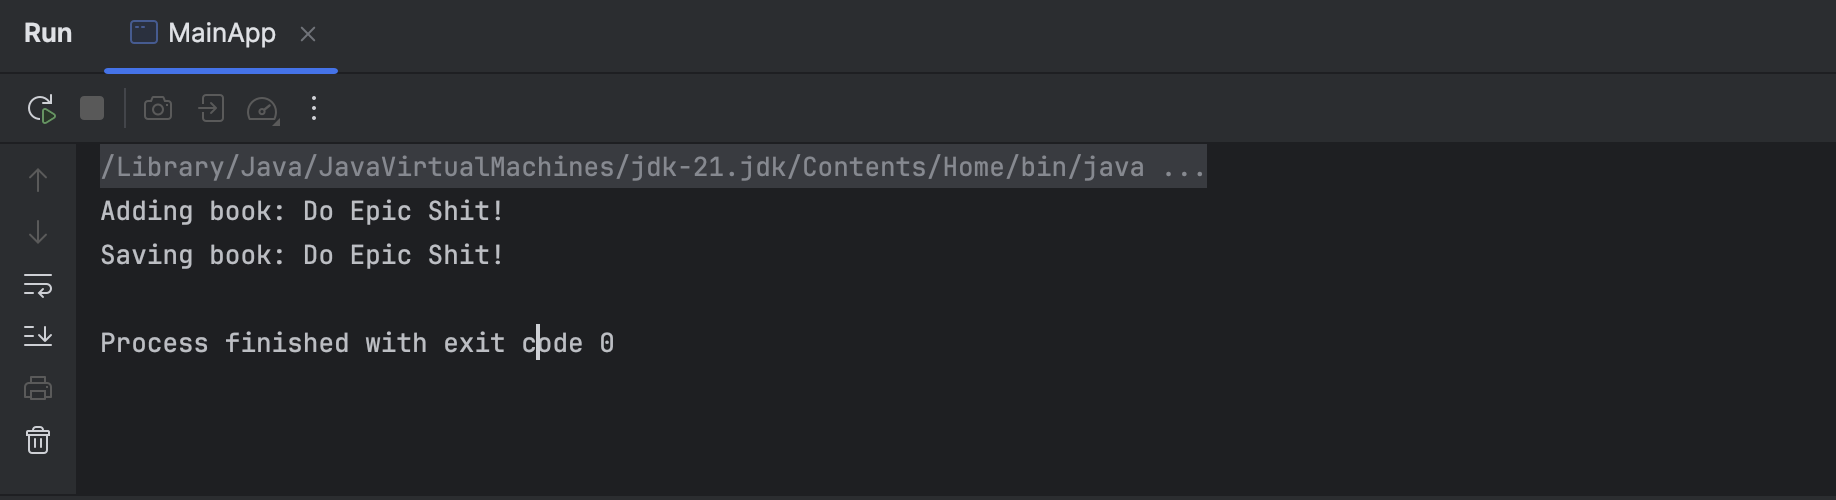 Run MainApp
/Library/Java/JavaVirtualMachines/jdk-21.jdk/Contents/Home/bin/java ...
Adding book: Do Epic Shit!
Saving book: Do Epic Shit!
Process finished with exit code 0